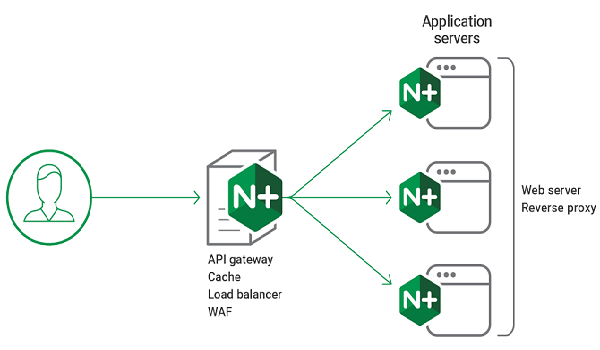 Application
servers
N+
N+
N+
N+
API gateway
Cache
Load balancer
WAF
Web server
Reverse proxy